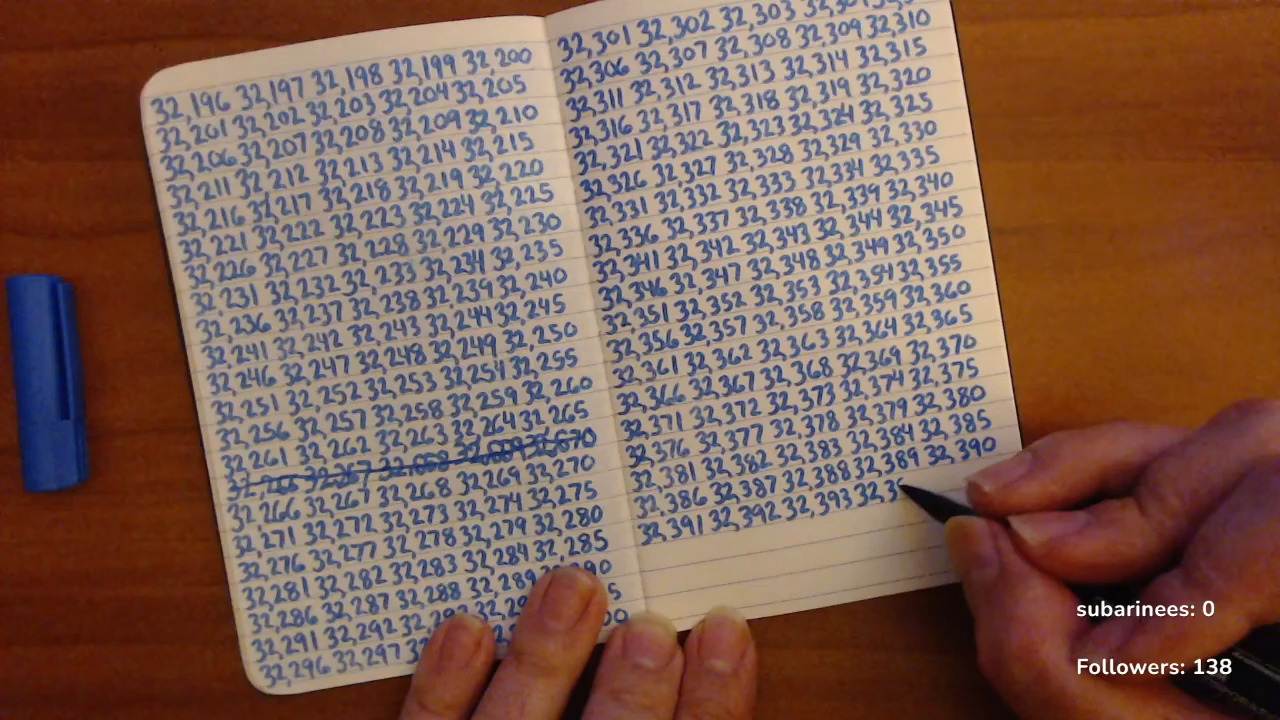 32,196 32,197 32,198 32,199 32,200
32,201 32,202 32,203 32,204 32,205
32,206 32,207 32,208 32,209 32,210
32,211 32,212 32,213 32,214 32,215
32,216 32,217 32,218 32,219 32,220
32,221 32,222 32,223 32,224 32,225
32,226 32,227 32,228 32,229 32,230
32,231 32,232 32,233 32,234 32,235
32,236 32,237 32,238 32,239 32,240
32,241 32,242 32,243 32,244 32,245
32,246 32,247 32,248 32,249 32,250
32,251 32,252 32,253 32,254 32,255
32,256 32,257 32,258 32,259 32,260
32,261 32,262 32,263 32,264 32,265
32,266 32,267 32,268 32,269 32,270
32,271 32,272 32,273 32,274 32,275
32,276 32,277 32,278 32,279 32,280
32,281 32,282 32,283 32,284 32,285
32,286 32,287 32,288 32,289
32,291 32,292
32,296 32,297
32,301 32,302 32,303
32,306 32,307 32,308 32,309 32,310
32,311 32,312 32,313 32,314 32,315
32,316 32,317 32,318 32,319 32,320
32,321 32,322 32,323 32,324 32,325
32,326 32,327 32,328 32,329 32,330
32,331 32,332 32,333 32,334 32,335
32,336 32,337 32,338 32,339 32,340
32,341 32,342 32,343 32,344 32,345
32,346 32,347 32,348 32,349 32,350
32,351 32,352 32,353 32,354 32,355
32,356 32,357 32,358 32,359 32,360
32,361 32,362 32,363 32,364 32,365
32,366 32,367 32,368 32,369 32,370
32,371 32,372 32,373 32,374 32,375
32,376 32,377 32,378 32,379 32,380
32,381 32,382 32,383 32,384 32,385
32,386 32,387 32,388 32,389 32,390
32,391 32,392 32,393 32,3
subarinees: 0
Followers: 138